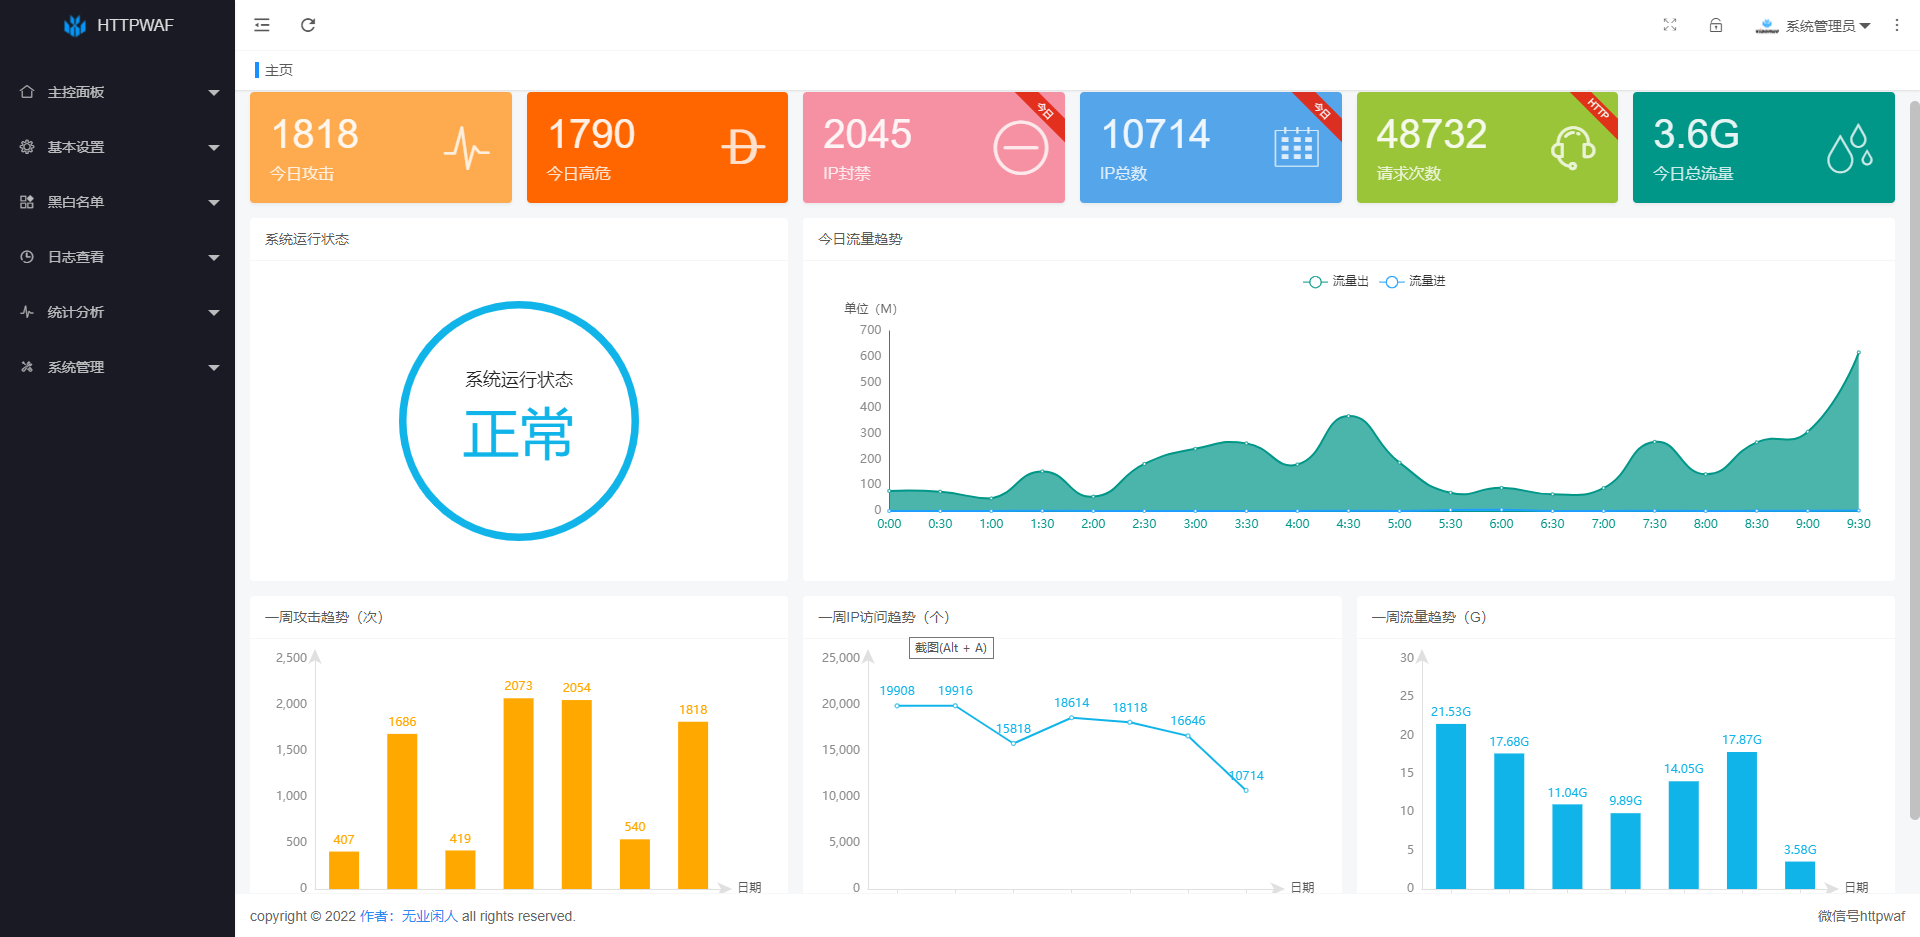 HTTPWAF
系统管理员
主控面板
基本设置
黑白名单
日志查看
统计分析
系统管理
主页
1818
今日攻击
1790
今日高危
2045
IP封禁
今日
10714
IP总数
今日
48732
请求次数
HTTP
3.6G
今日总流量
系统运行状态
系统运行状态
正常
今日流量趋势
流量出 流量进
单位（M）
700
600
500
400
300
200
100
0
0:00 0:30 1:00 1:30 2:00 2:30 3:00 3:30 4:00 4:30 5:00 5:30 6:00 6:30 7:00 7:30 8:00 8:30 9:00 9:30
一周攻击趋势（次）
2,500
2,000
1,500
1,000
500
0
407 1686 419 2073 2054 540 1818
日期
一周IP访问趋势（个）
截图(Alt + A)
25,000
20,000
15,000
10,000
5,000
0
19908 19916 15818 18614 18118 16646 10714
日期
一周流量趋势（G）
30
25
20
15
10
5
0
21.53G 17.68G 11.04G 9.89G 14.05G 17.87G 3.58G
日期
copyright © 2022 作者：无业闲人 all rights reserved.
微信号httpwaf